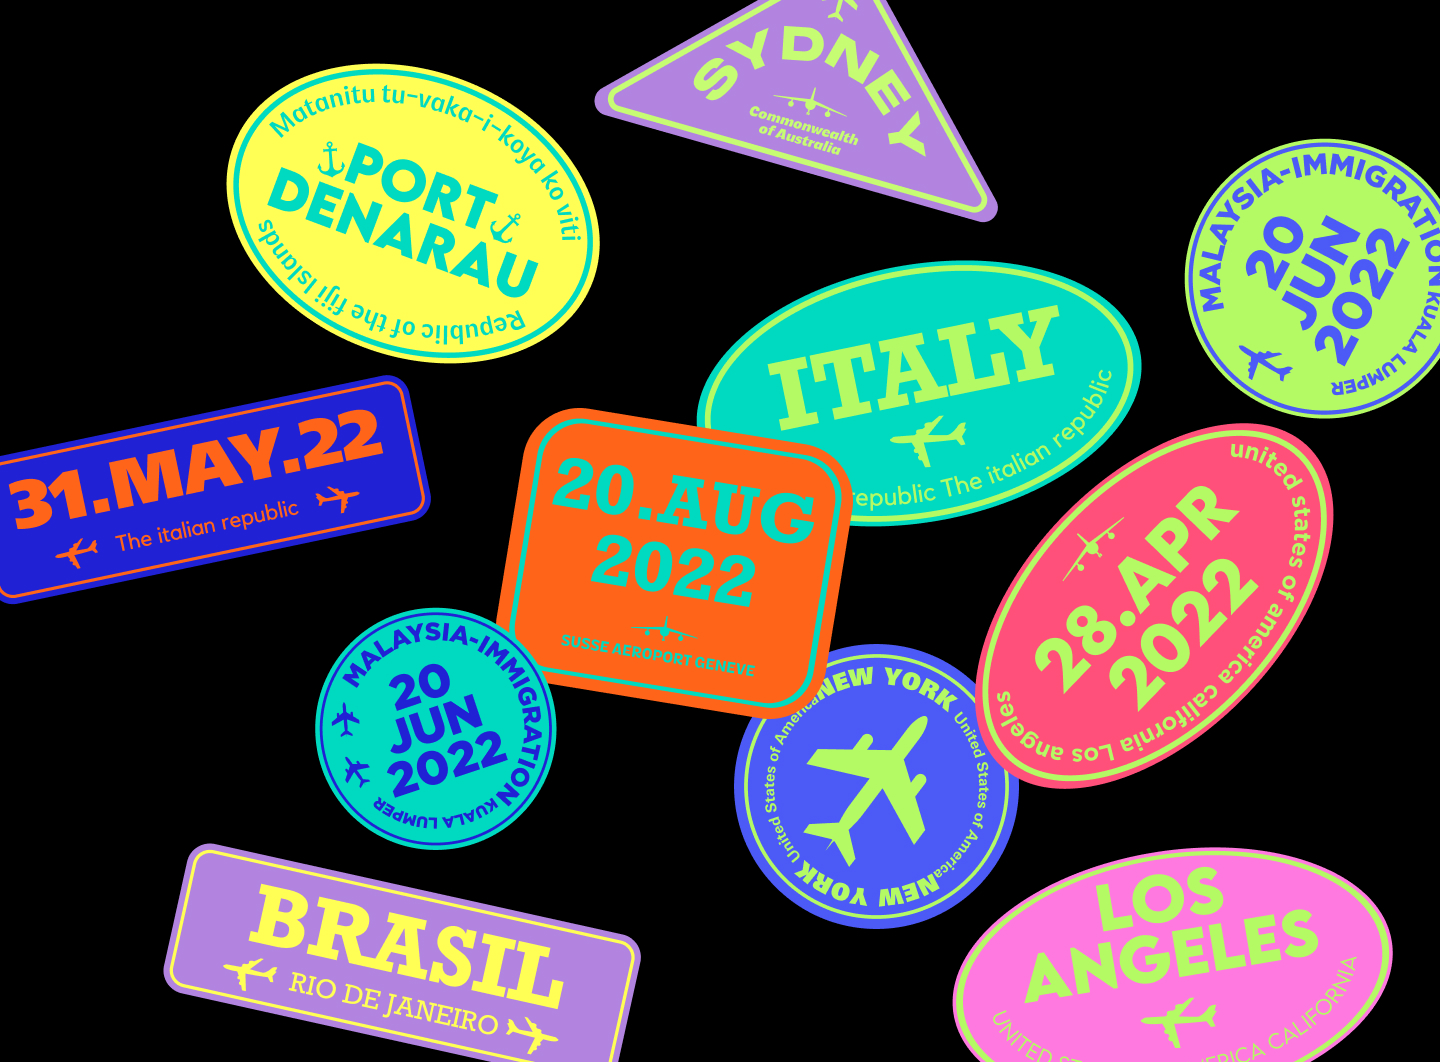 SYDNEY
Commonwealth
of Australia
Matanitu tu-vaka-i-koya ko viti
PORT
DENARAU
Republic of the fiji Islands
MALAYSIA-IMMIGRATION
20
JUN
2022
KUALA LUMPER
ITALY
republic The italian republic
31.MAY.22
The italian republic
20.AUG
2022
SUSSE AEROPORT GENEVE
united states of america california Los angeles
28.APR
2022
MALAYSIA-IMMIGRATION
20
JUN
2022
KUALA LUMPER
NEW YORK
United States of America
United States of America
NEW YORK
BRASIL
RIO DE JANEIRO
LOS
ANGELES
UNITED
CALIFORNIA